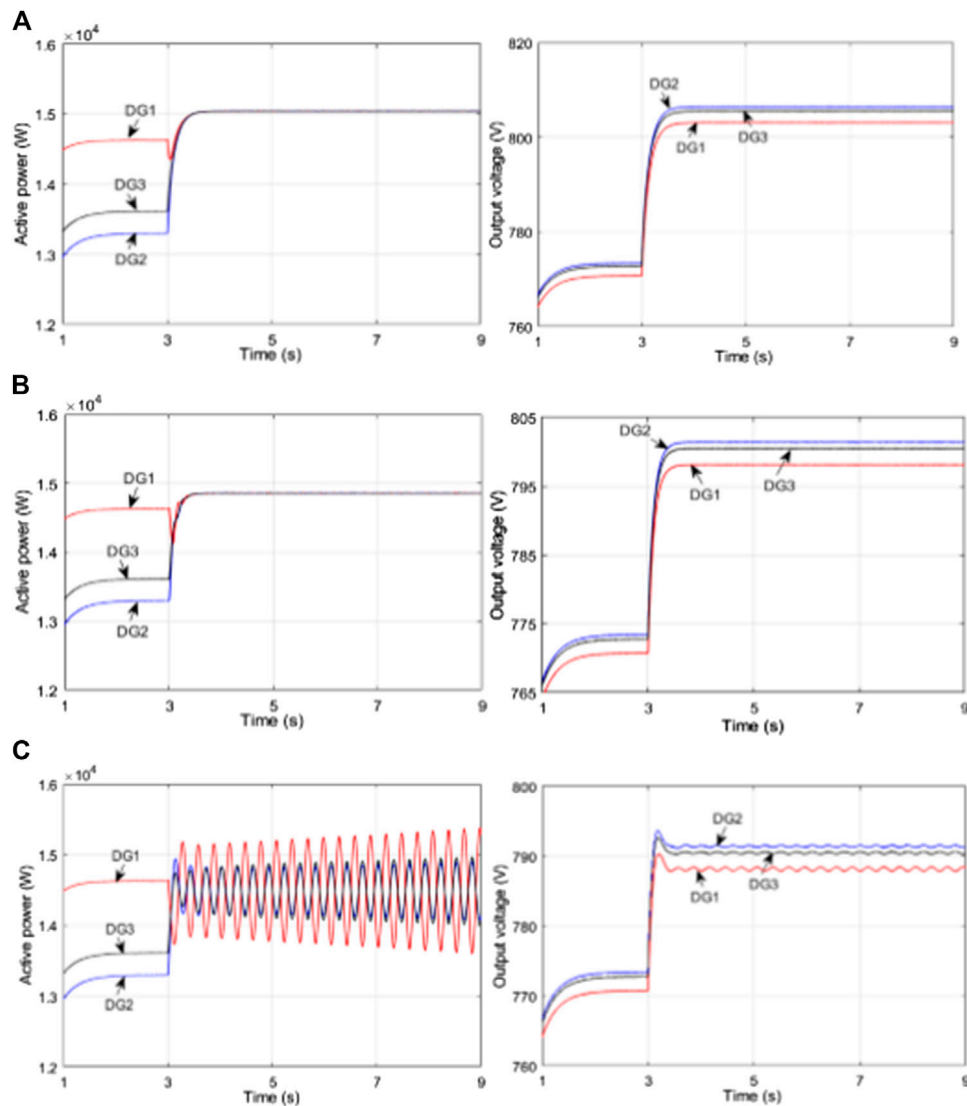 A
× 10⁴
1.6
1.5
1.4
1.3
1.2
Active power (W)
DG1
DG3
DG2
1
3
5
7
9
Time (s)
820
800
780
760
Output voltage (V)
DG2
DG1
DG3
1
3
5
7
9
Time (s)
B
× 10⁴
1.6
1.5
1.4
1.3
1.2
Active power (W)
DG1
DG3
DG2
1
3
5
7
9
Time (s)
805
795
785
775
765
Output voltage (V)
DG2
DG1
DG3
1
3
5
7
9
Time (s)
C
× 10⁴
1.6
1.5
1.4
1.3
1.2
Active power (W)
DG1
DG3
DG2
1
3
5
7
9
Time (s)
800
790
780
770
760
Output voltage (V)
DG2
DG1
DG3
1
3
5
7
9
Time (s)